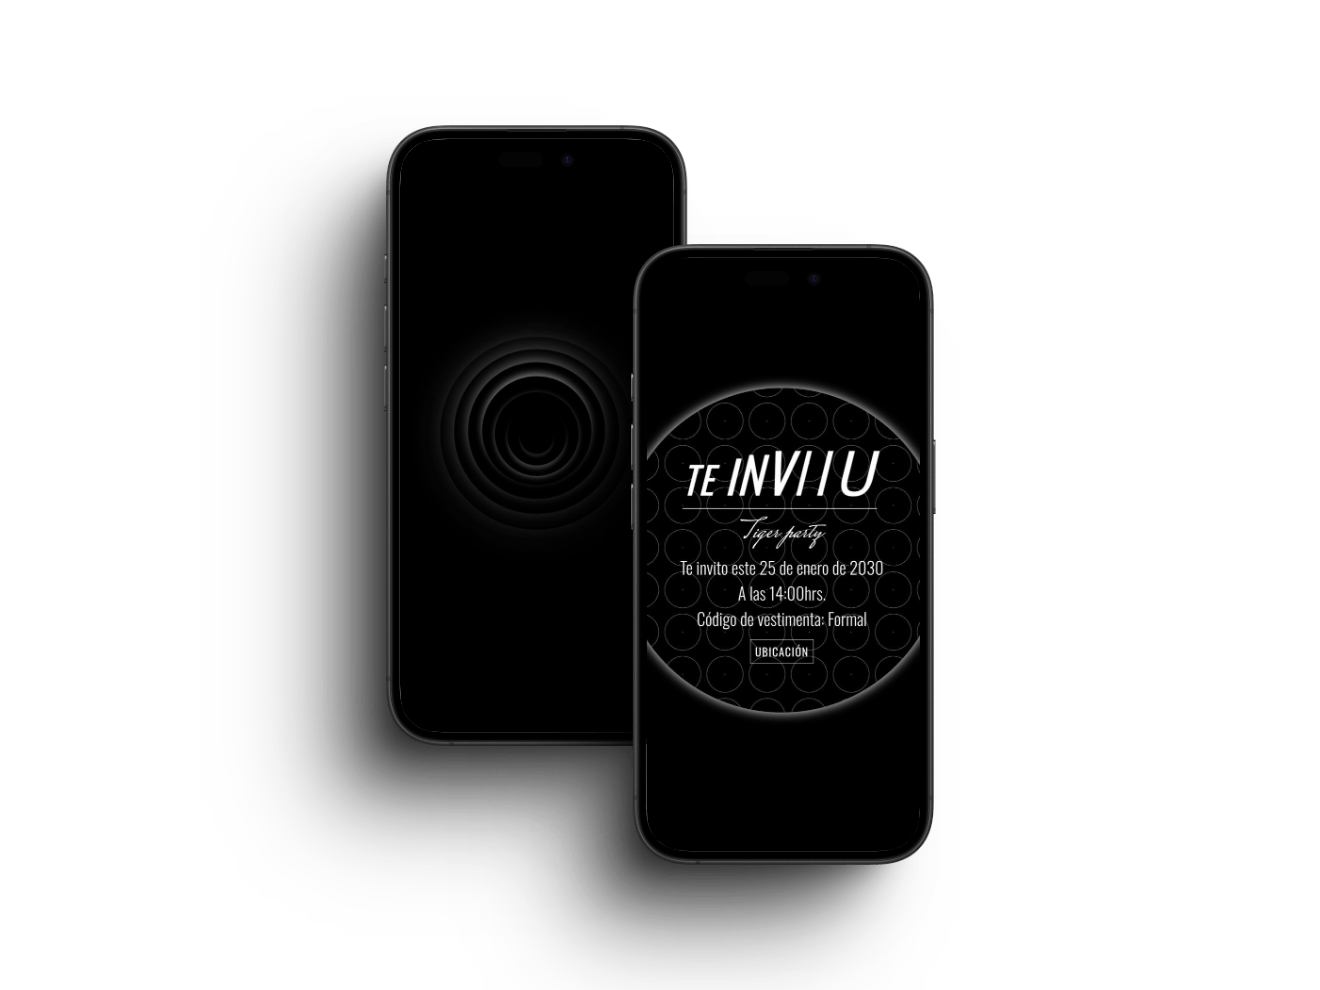 TE INVIIU
Tiger party
Te invito este 25 de enero de 2030
A las 14:00hrs.
Código de vestimenta: Formal
UBICACIÓN